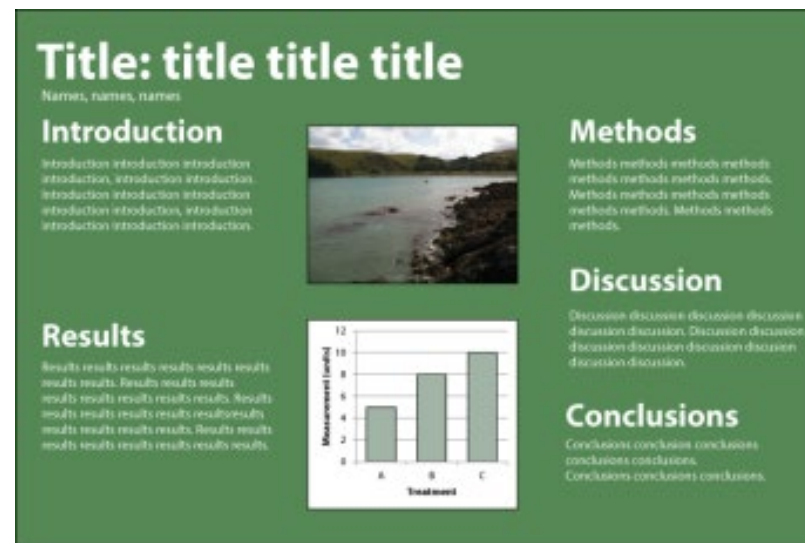 Title: title title title
Names, names, names
Introduction
Introduction introduction introduction
introduction, introduction introduction.
Introduction introduction introduction
introduction introduction, introduction
introduction introduction introduction.
Methods
Methods methods methods methods
methods methods methods methods.
Methods methods methods methods
methods methods. Methods methods
methods.
Results
Results results results results results results
results results. Results results results
results results results results results. Results
results results results results resultsresults
results results results results. Results results
results results results results results results.
12
10
8
6
4
2
0
Measurement (units)
A B C
Treatment
Discussion
Discussion discussion discussion discussion
discussion discussion. Discussion discussion
discussion discussion discussion discusion
discussion discussion.
Conclusions
Conclusions conclusion conclusions
conclusions conclusions.
Conclusions conclusions conclusions.